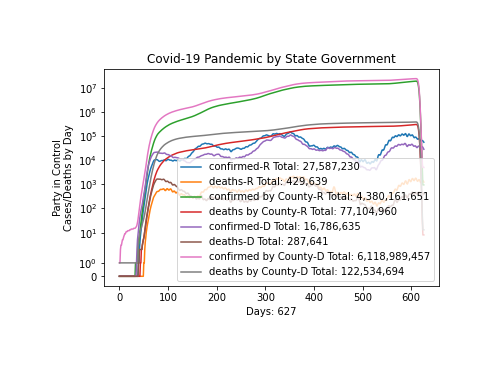 Covid-19 Pandemic by State Government
Party in Control
Cases/Deaths by Day
10⁷
10⁶
10⁵
10⁴
10³
10²
10¹
10⁰
0
confirmed-R Total: 27,587,230
deaths-R Total: 429,639
confirmed by County-R Total: 4,380,161,651
deaths by County-R Total: 77,104,960
confirmed-D Total: 16,786,635
deaths-D Total: 287,641
confirmed by County-D Total: 6,118,989,457
deaths by County-D Total: 122,534,694
0 100 200 300 400 500 600
Days: 627